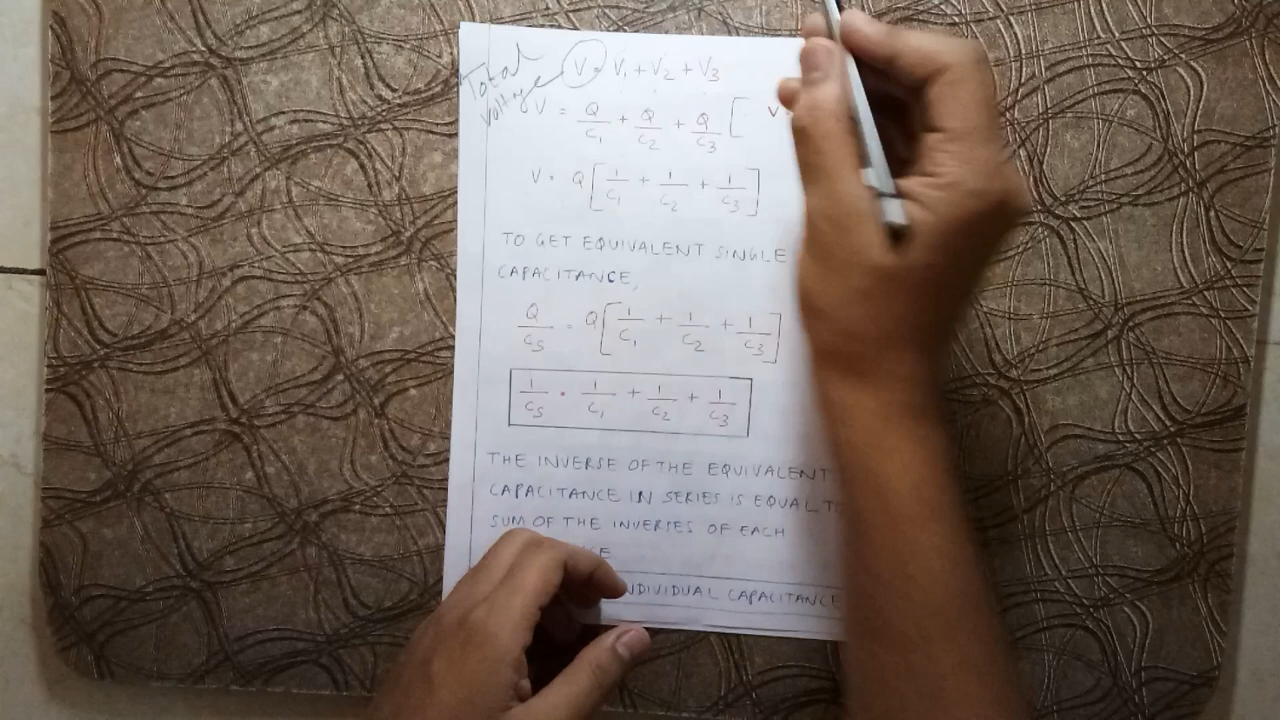 Total
Voltage
V = V₁ + V₂ + V₃
V = Q/C₁ + Q/C₂ + Q/C₃ [ V
V = Q [ 1/C₁ + 1/C₂ + 1/C₃ ]
TO GET EQUIVALENT SINGLE
CAPACITANCE,
Q/CS = Q [ 1/C₁ + 1/C₂ + 1/C₃ ]
1/CS = 1/C₁ + 1/C₂ + 1/C₃
THE INVERSE OF THE EQUIVALENT
CAPACITANCE IN SERIES IS EQUAL
SUM OF THE INVERSES OF EACH
INDIVIDUAL CAPACITANCE